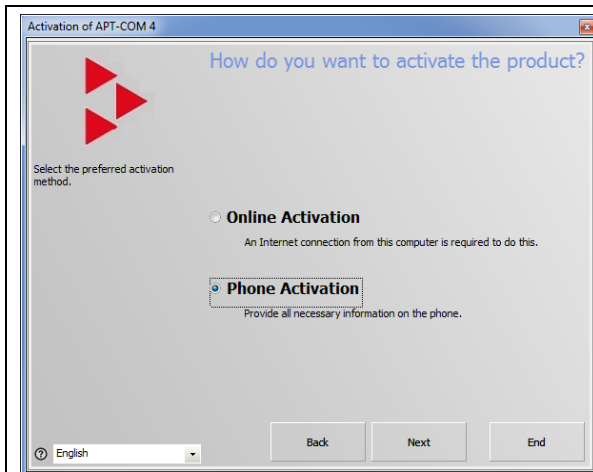 Activation of APT-COM 4
How do you want to activate the product?
Select the preferred activation
method.
Online Activation
An Internet connection from this computer is required to do this.
Phone Activation
Provide all necessary information on the phone.
Back
Next
End
English